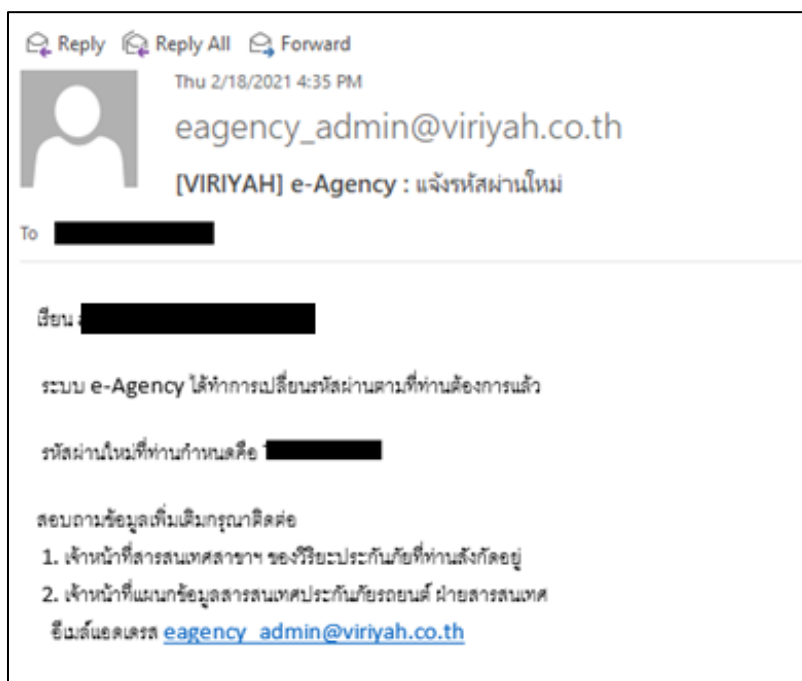 Reply Reply All Forward
Thu 2/18/2021 4:35 PM
eagency_admin@viriyah.co.th
[VIRIYAH] e-Agency : แจ้งรหัสผ่านใหม่
To
เรียน
ระบบ e-Agency ได้ทำการเปลี่ยนรหัสผ่านตามที่ท่านต้องการแล้ว
รหัสผ่านใหม่ที่ท่านกำหนดคือ
สอบถามข้อมูลเพิ่มเติมกรุณาติดต่อ
1. เจ้าหน้าที่สารสนเทศสาขาฯ ของวิริยะประกันภัยที่ท่านสังกัดอยู่
2. เจ้าหน้าที่แผนกข้อมูลสารสนเทศประกันภัยรถยนต์ ฝ่ายสารสนเทศ
อีเมล์แอดเดรส eagency_admin@viriyah.co.th